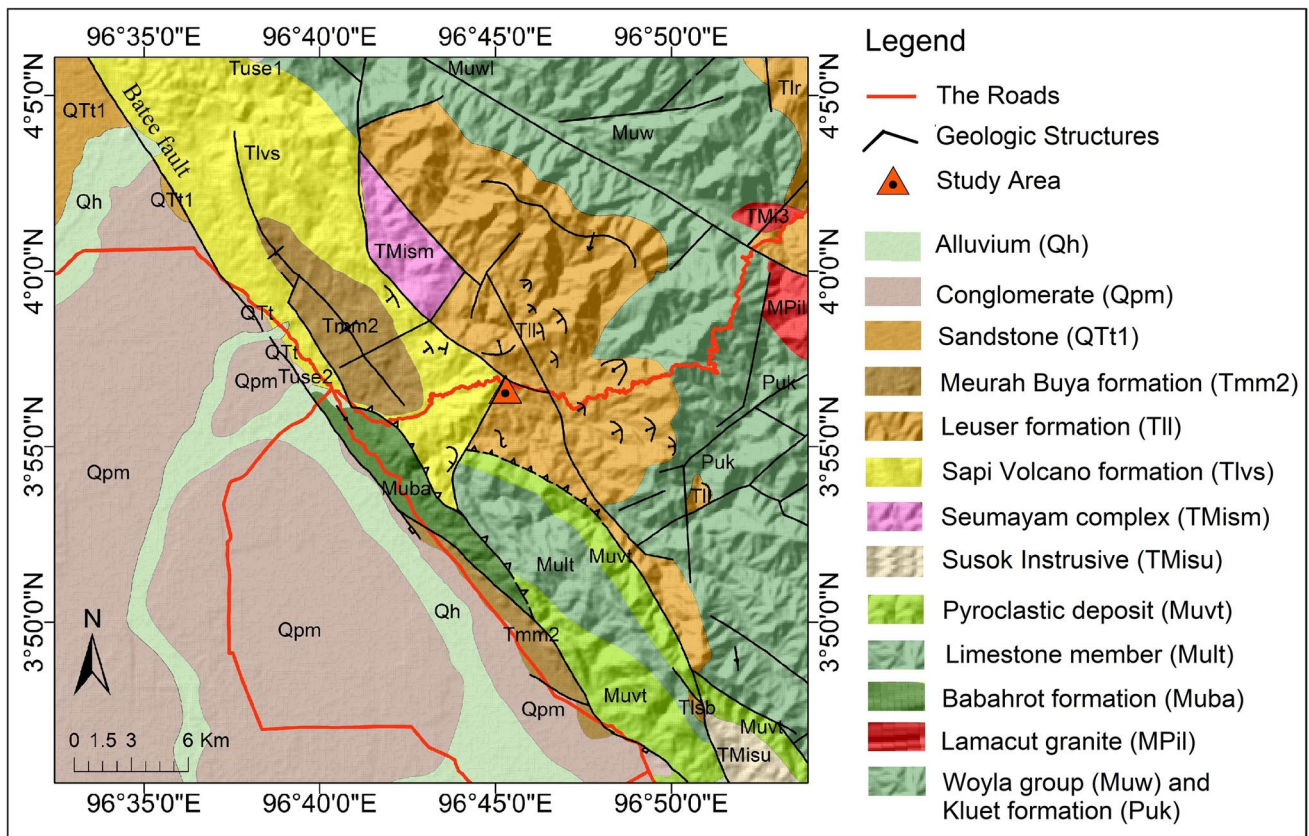 96°35'0"E 96°40'0"E 96°45'0"E 96°50'0"E
4°5'0"N
4°0'0"N
3°55'0"N
3°50'0"N
Tuse1
Muwl
Tlr
QTt1
Batee fault
Muw
Tlvs
Qh
QTt1
TMi3
TMism
MPil
QTt
Tmm2
Tll
QTt
Tuse2
Qpm
Puk
Qpm
Puk
Muba
Tll
Mult
Muvt
Qh
Qpm
Tmm2
N
Muvt
Qpm
Tlsb
Muvt
TMisu
0 1.5 3 6 Km
4°5'0"N
4°0'0"N
3°55'0"N
3°50'0"N
96°35'0"E 96°40'0"E 96°45'0"E 96°50'0"E
Legend
The Roads
Geologic Structures
Study Area
Alluvium (Qh)
Conglomerate (Qpm)
Sandstone (QTt1)
Meurah Buya formation (Tmm2)
Leuser formation (Tll)
Sapi Volcano formation (Tlvs)
Seumayam complex (TMism)
Susok Instrusive (TMisu)
Pyroclastic deposit (Muvt)
Limestone member (Mult)
Babahrot formation (Muba)
Lamacut granite (MPil)
Woyla group (Muw) and
Kluet formation (Puk)